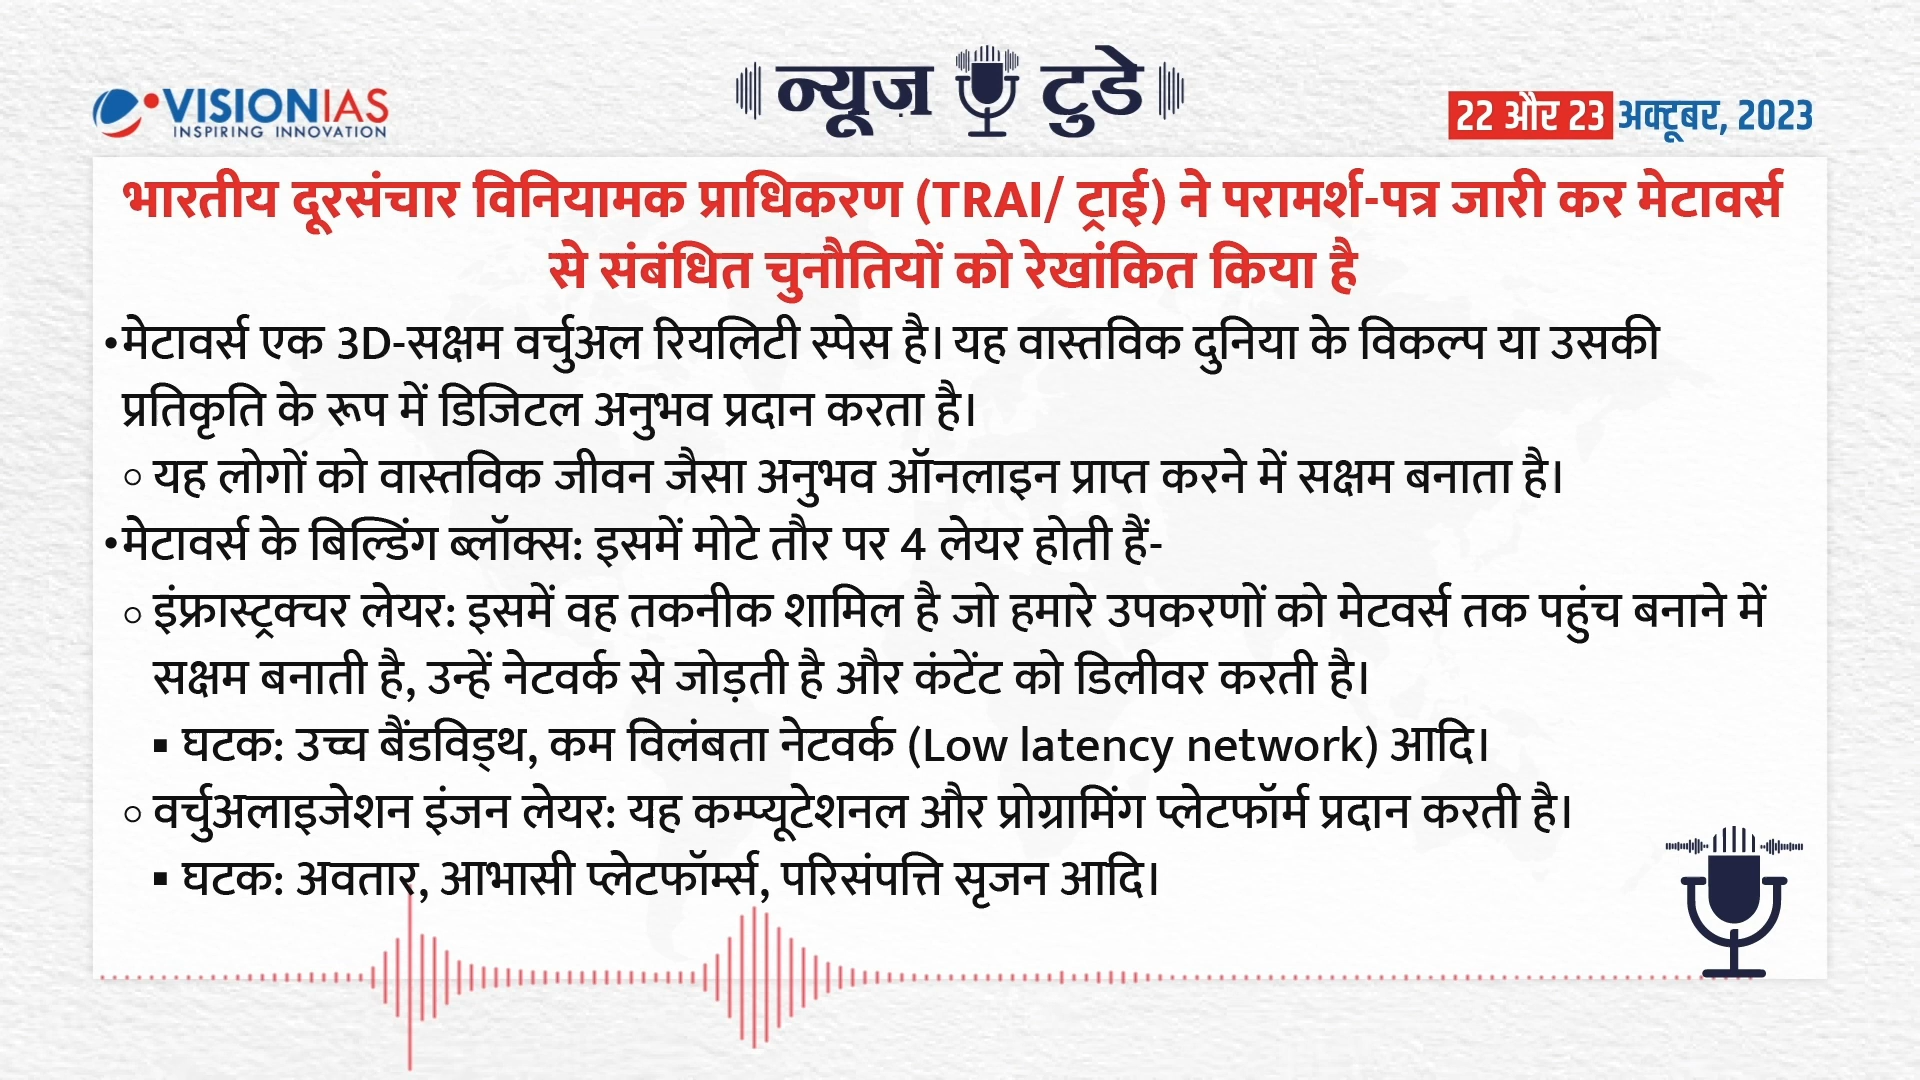 VISIONIAS
INSPIRING INNOVATION
न्यूज़ टुडे
22 और 23 अक्टूबर, 2023
भारतीय दूरसंचार विनियामक प्राधिकरण (TRAI/ ट्राई) ने परामर्श-पत्र जारी कर मेटावर्स
से संबंधित चुनौतियों को रेखांकित किया है
•मेटावर्स एक 3D-सक्षम वर्चुअल रियलिटी स्पेस है। यह वास्तविक दुनिया के विकल्प या उसकी
प्रतिकृति के रूप में डिजिटल अनुभव प्रदान करता है।
○ यह लोगों को वास्तविक जीवन जैसा अनुभव ऑनलाइन प्राप्त करने में सक्षम बनाता है।
•मेटावर्स के बिल्डिंग ब्लॉक्स: इसमें मोटे तौर पर 4 लेयर होती हैं-
○ इंफ्रास्ट्रक्चर लेयर: इसमें वह तकनीक शामिल है जो हमारे उपकरणों को मेटवर्स तक पहुंच बनाने में
सक्षम बनाती है, उन्हें नेटवर्क से जोड़ती है और कंटेंट को डिलीवर करती है।
▪ घटक: उच्च बैंडविड्थ, कम विलंबता नेटवर्क (Low latency network) आदि।
○ वर्चुअलाइजेशन इंजन लेयर: यह कम्प्यूटेशनल और प्रोग्रामिंग प्लेटफॉर्म प्रदान करती है।
▪ घटक: अवतार, आभासी प्लेटफॉर्म्स, परिसंपत्ति सृजन आदि।